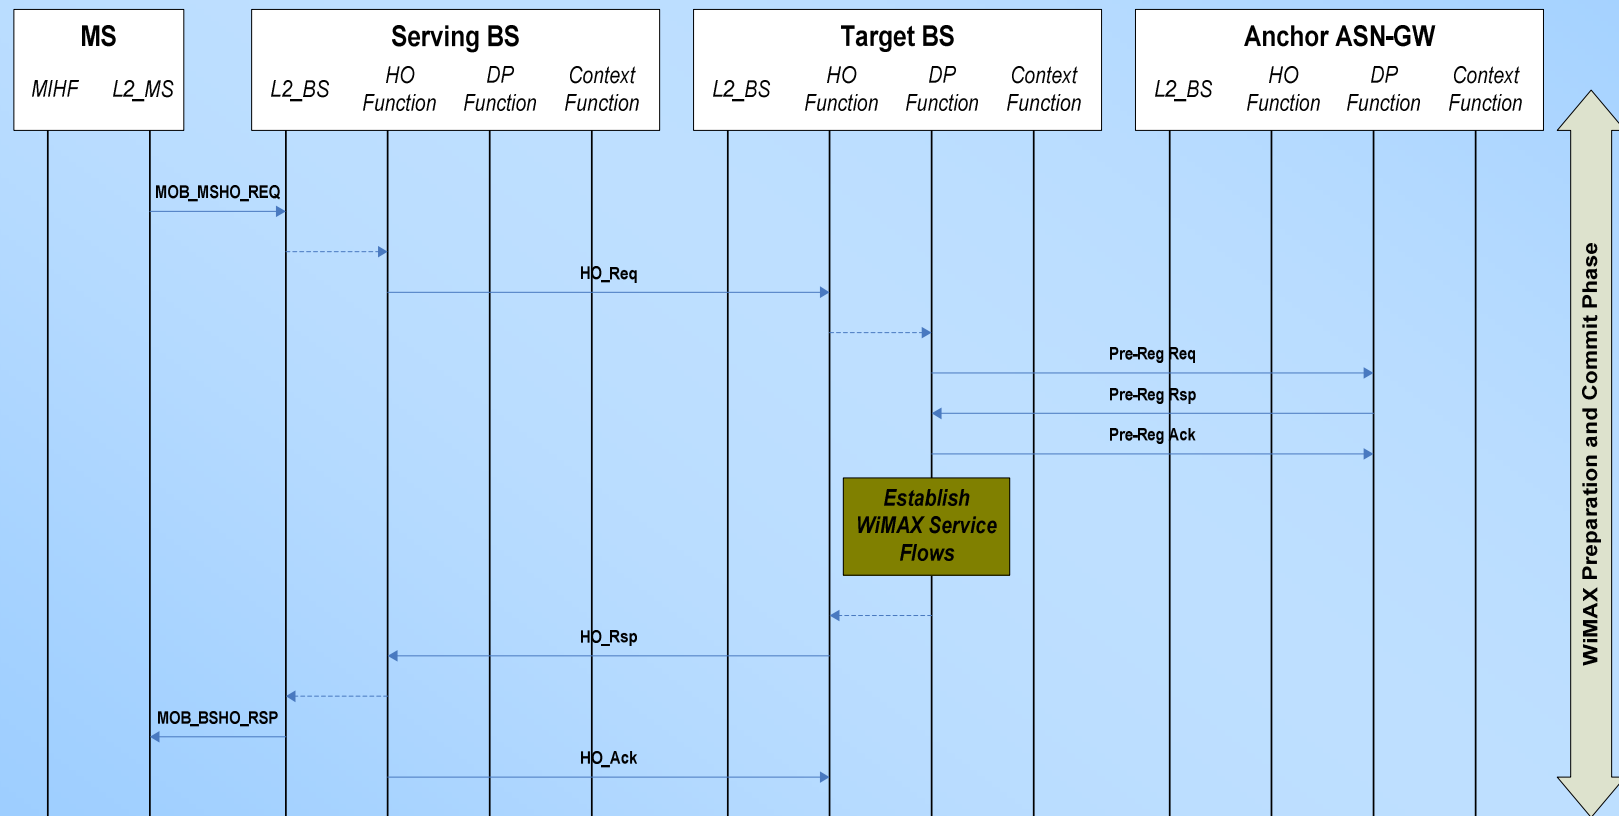 MS
Serving BS
Target BS
Anchor ASN-GW
MIHF
L2_MS
L2_BS
HO
Function
DP
Function
Context
Function
L2_BS
HO
Function
DP
Function
Context
Function
L2_BS
HO
Function
DP
Function
Context
Function
MOB_MSHO_REQ
HO_Req
Pre-Reg Req
Pre-Reg Rsp
Pre-Reg Ack
Establish
WiMAX Service
Flows
HO_Rsp
MOB_BSHO_RSP
HO_Ack
WiMAX Preparation and Commit Phase